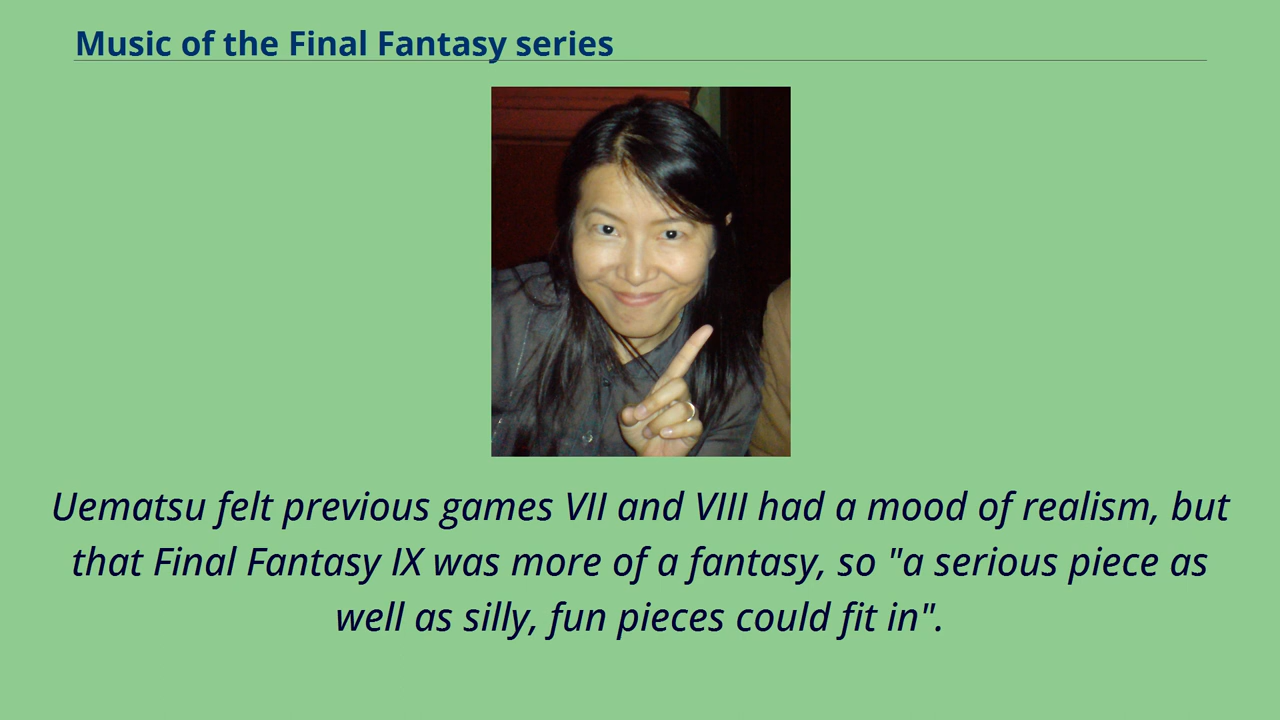 Music of the Final Fantasy series
Uematsu felt previous games VII and VIII had a mood of realism, but
that Final Fantasy IX was more of a fantasy, so "a serious piece as
well as silly, fun pieces could fit in".